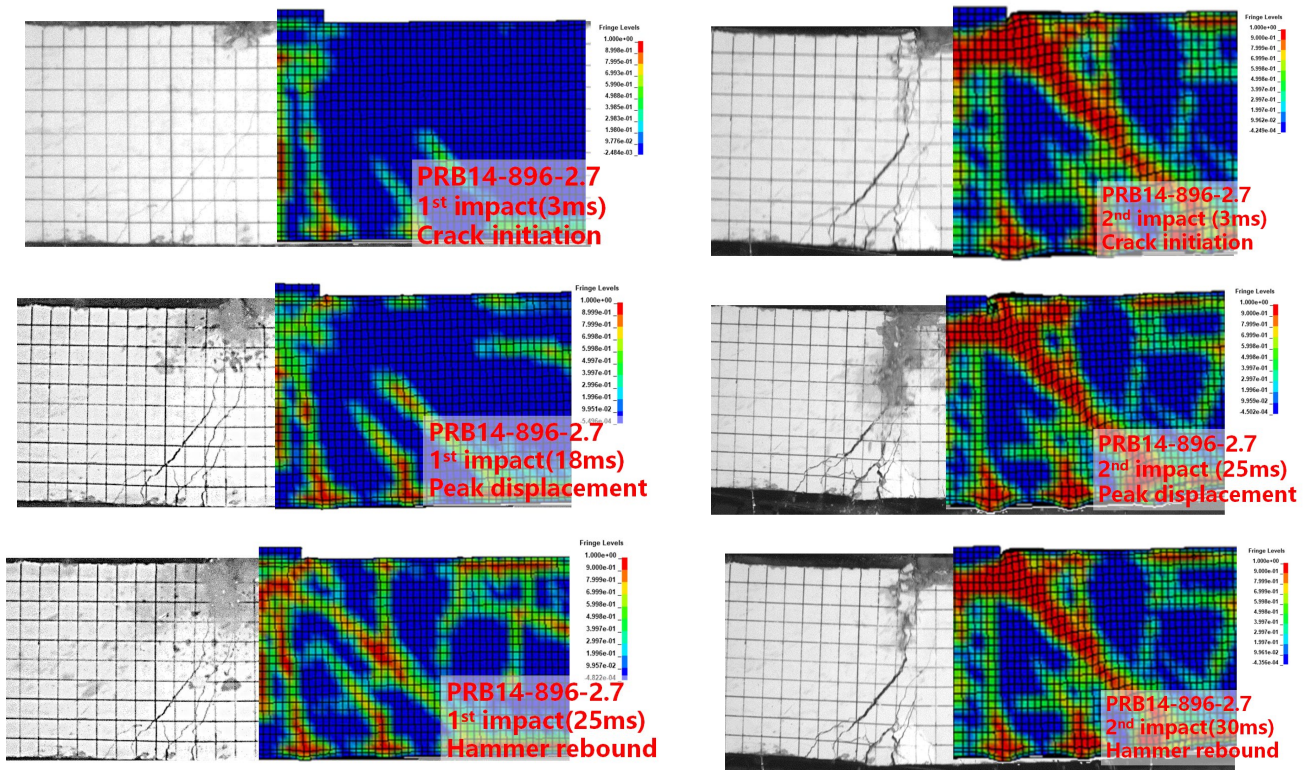 Fringe Levels
1.000e+00
8.998e-01
7.995e-01
6.993e-01
5.990e-01
4.988e-01
3.985e-01
2.983e-01
1.980e-01
9.776e-02
-2.484e-03
PRB14-896-2.7
1st impact(3ms)
Crack initiation
Fringe Levels
1.000e+00
9.000e-01
7.999e-01
6.999e-01
5.998e-01
4.998e-01
3.997e-01
2.997e-01
1.996e-01
9.962e-02
-4.249e-04
PRB14-896-2.7
2nd impact (3ms)
Crack initiation
Fringe Levels
1.000e+00
8.999e-01
7.999e-01
6.998e-01
5.998e-01
4.997e-01
3.997e-01
2.996e-01
1.996e-01
9.951e-02
-5.496e-04
PRB14-896-2.7
1st impact(18ms)
Peak displacement
Fringe Levels
1.000e+00
9.000e-01
7.999e-01
6.999e-01
5.998e-01
4.998e-01
3.997e-01
2.997e-01
1.996e-01
9.959e-02
-4.502e-04
PRB14-896-2.7
2nd impact (25ms)
Peak displacement
Fringe Levels
1.000e+00
9.000e-01
7.999e-01
6.999e-01
5.998e-01
4.998e-01
3.997e-01
2.997e-01
1.996e-01
9.957e-02
-4.822e-04
PRB14-896-2.7
1st impact(25ms)
Hammer rebound
Fringe Levels
1.000e+00
9.000e-01
7.999e-01
6.999e-01
5.998e-01
4.998e-01
3.997e-01
2.997e-01
1.996e-01
9.961e-02
-4.356e-04
PRB14-896-2.7
2nd impact(30ms)
Hammer rebound